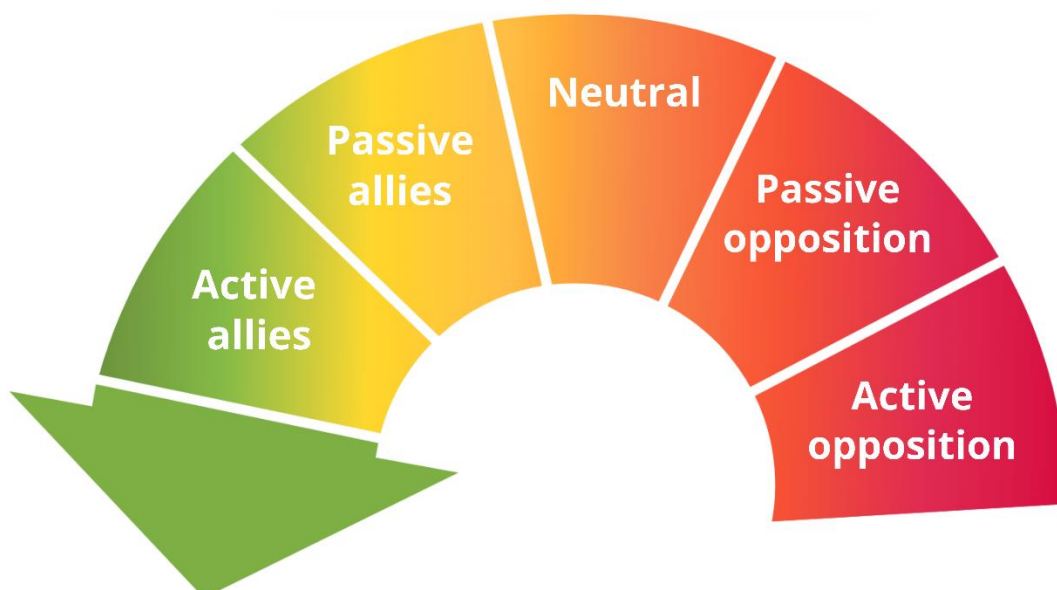 Active
allies
Passive
allies
Neutral
Passive
opposition
Active
opposition